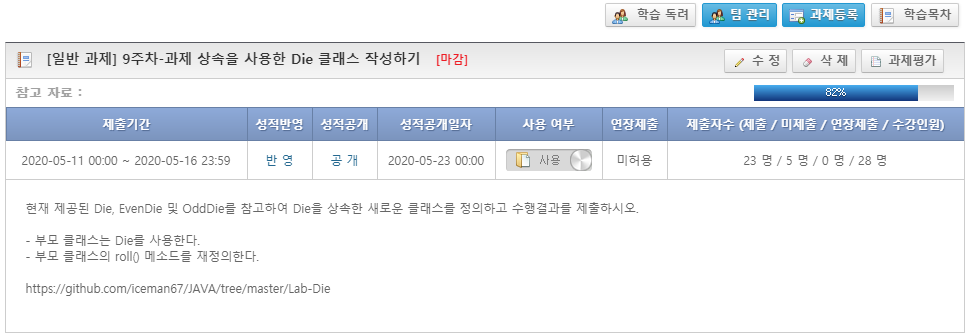 학습 독려 팀 관리 과제등록 학습목차
[일반 과제] 9주차-과제 상속을 사용한 Die 클래스 작성하기 [마감] 수 정 삭 제 과제평가
참고 자료 : 82%
제출기간 성적반영 성적공개 성적공개일자 사용 여부 연장제출 제출자수 (제출 / 미제출 / 연장제출 / 수강인원)
2020-05-11 00:00 ~ 2020-05-16 23:59 반 영 공 개 2020-05-23 00:00 사용 미허용 23 명 / 5 명 / 0 명 / 28 명
현재 제공된 Die, EvenDie 및 OddDie를 참고하여 Die을 상속한 새로운 클래스를 정의하고 수행결과를 제출하시오.
- 부모 클래스는 Die를 사용한다.
- 부모 클래스의 roll() 메소드를 재정의한다.
https://github.com/iceman67/JAVA/tree/master/Lab-Die